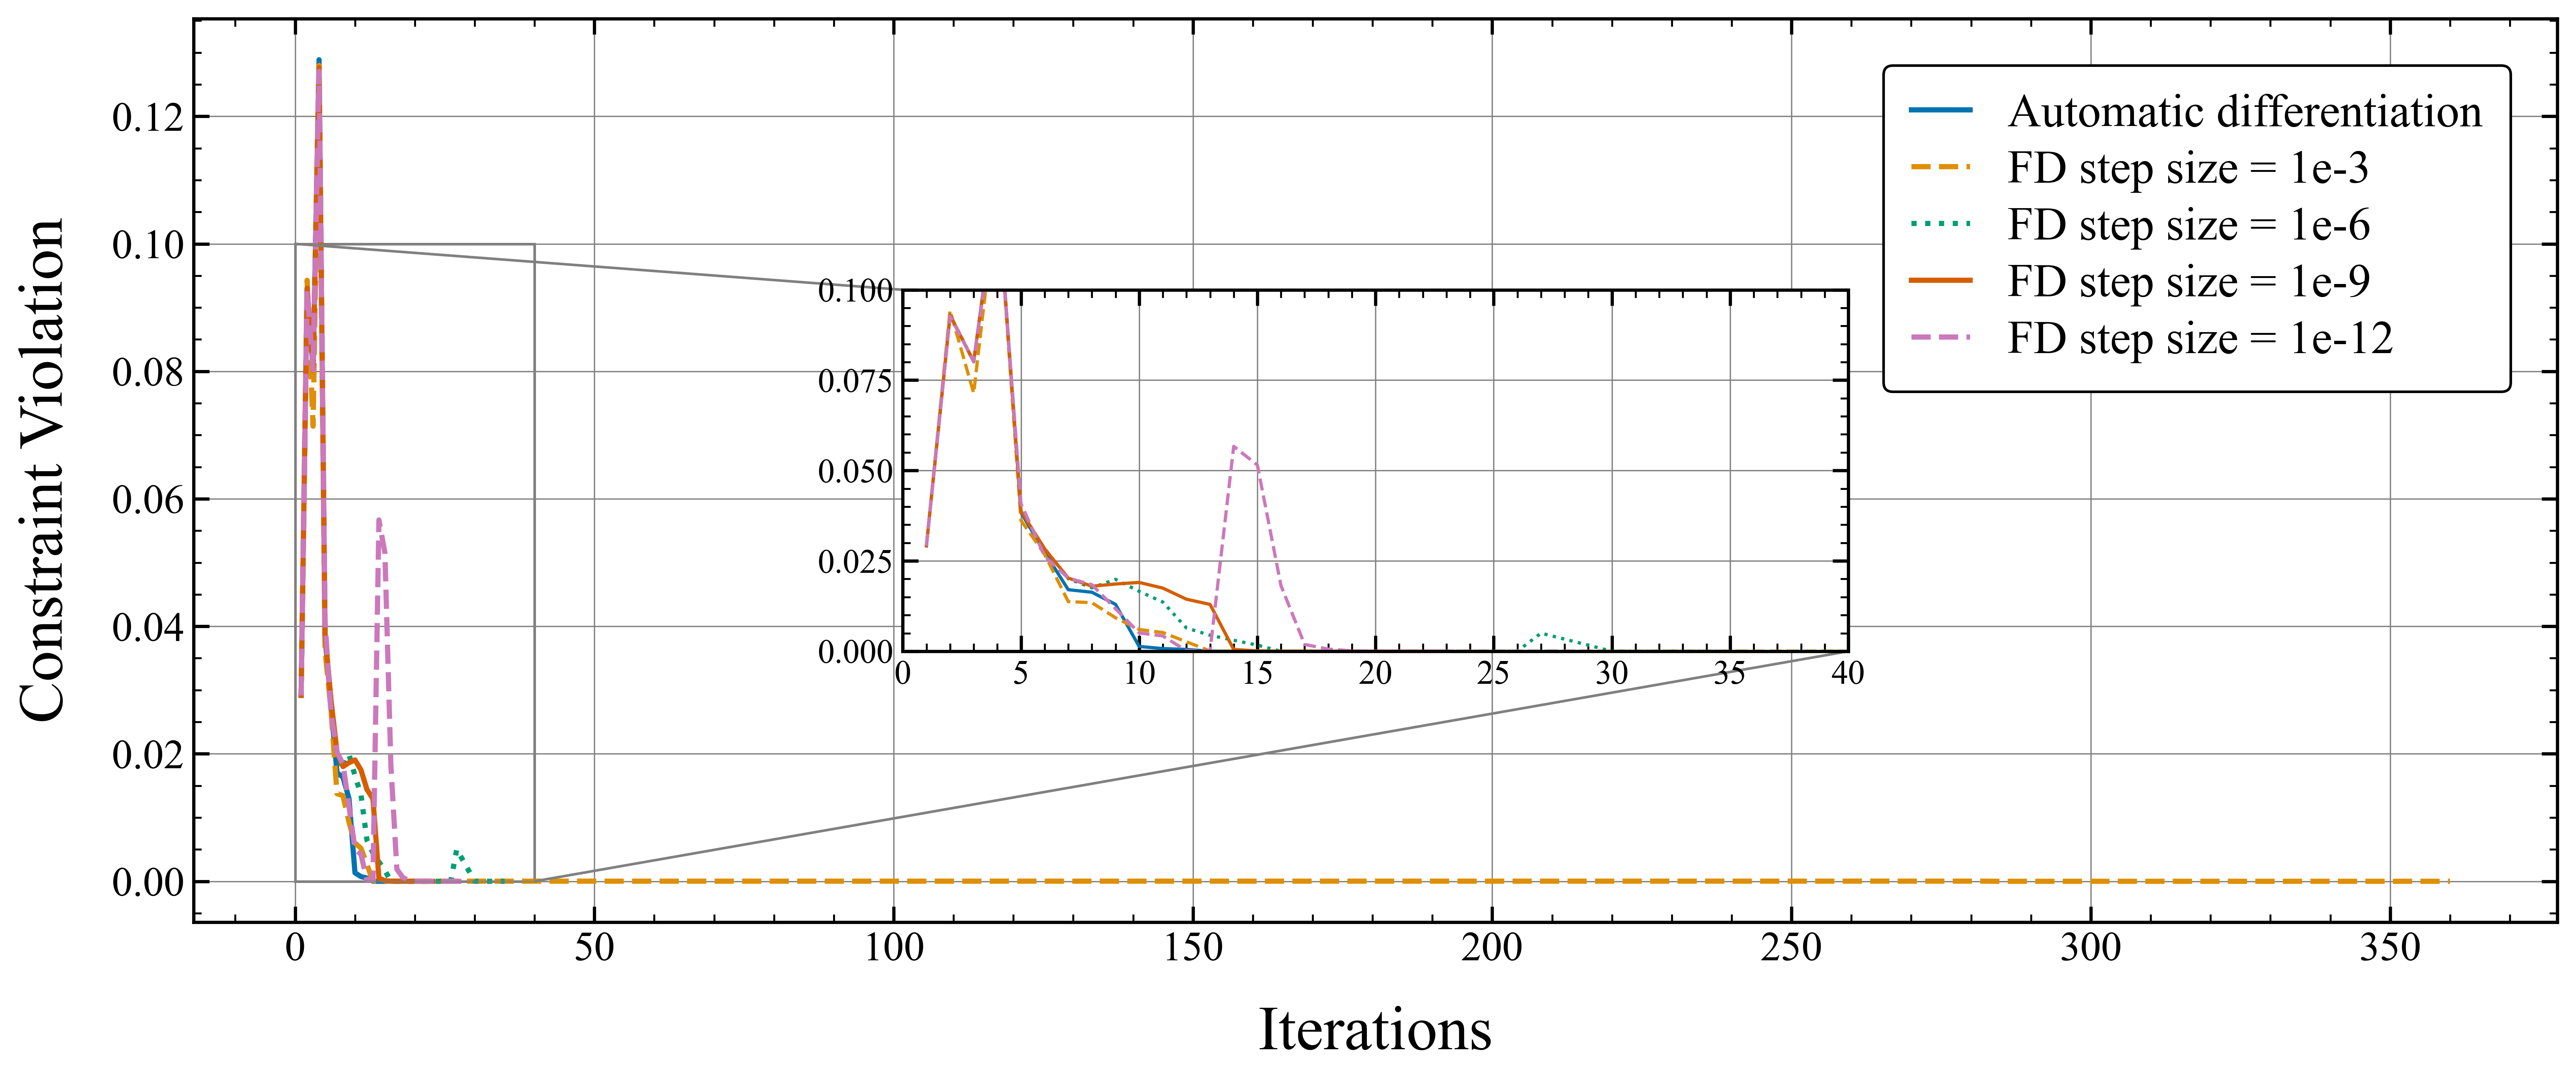 Constraint Violation
0.12
0.10
0.08
0.06
0.04
0.02
0.00
0 50 100 150 200 250 300 350
Iterations
0.100
0.075
0.050
0.025
0.000
0 5 10 15 20 25 30 35 40
Automatic differentiation
FD step size = 1e-3
FD step size = 1e-6
FD step size = 1e-9
FD step size = 1e-12